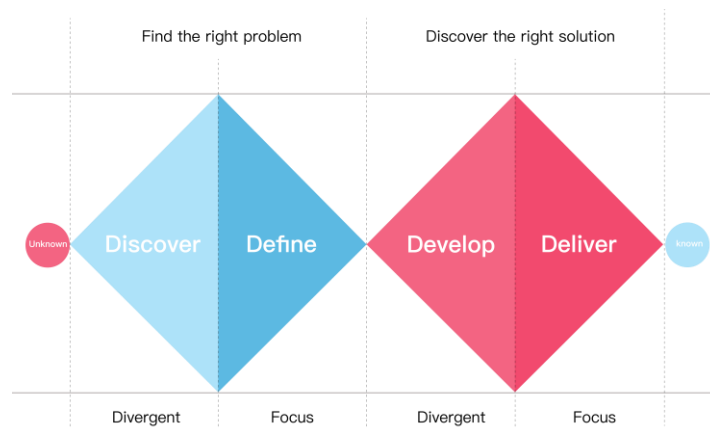 Find the right problem
Discover the right solution
Unknown
Discover
Define
Develop
Deliver
known
Divergent
Focus
Divergent
Focus